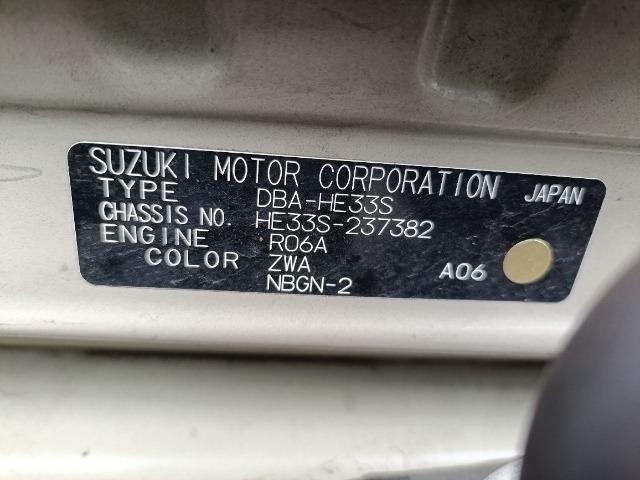 SUZUKI MOTOR CORPORATION JAPAN
TYPE DBA-HE33S
CHASSIS NO. HE33S-237382
ENGINE R06A
COLOR ZWA A06
NBGN-2